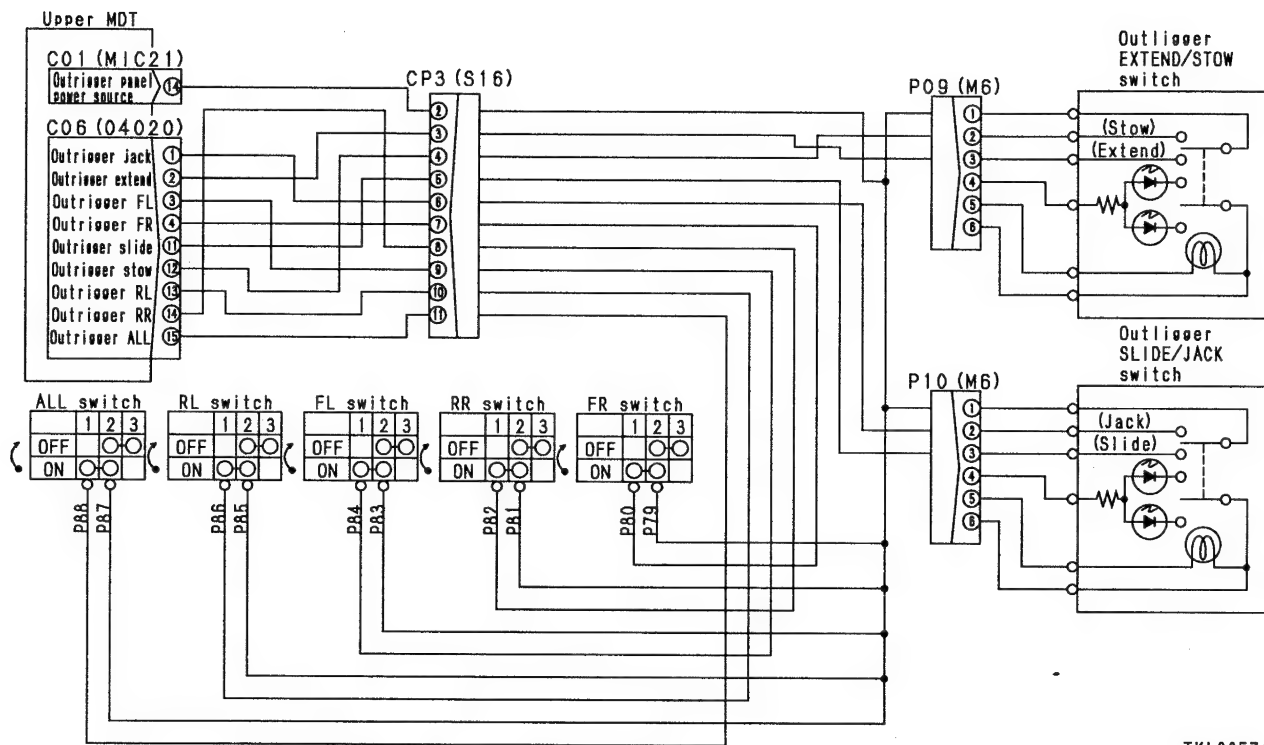 Upper MDT
C01 (MIC21)
Outrigger panel
power source
14
C06 (04020)
Outrigger jack 1
Outrigger extend 2
Outrigger FL 3
Outrigger FR 4
Outrigger slide 11
Outrigger stow 12
Outrigger RL 13
Outrigger RR 14
Outrigger ALL 15
CP3 (S16)
2
3
4
5
6
7
8
9
10
11
P09 (M6)
1
2
3
4
5
6
Outligger
EXTEND/STOW
switch
(Stow)
(Extend)
P10 (M6)
1
2
3
4
5
6
Outligger
SLIDE/JACK
switch
(Jack)
(Slide)
ALL switch
1 2 3
OFF
ON
P88 P87
RL switch
1 2 3
OFF
ON
P86 P85
FL switch
1 2 3
OFF
ON
P84 P83
RR switch
1 2 3
OFF
ON
P82 P81
FR switch
1 2 3
OFF
ON
P80 P79